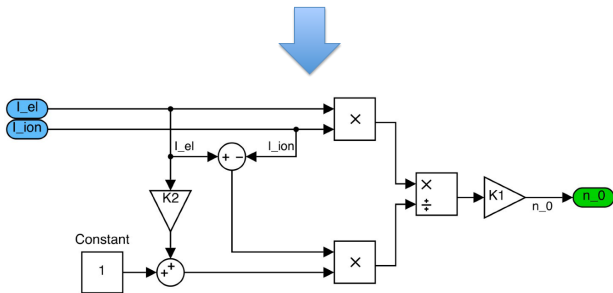 I_el
I_ion
×
I_el
+ −
I_ion
×
÷
K1
n_0
n_0
K2
Constant
1
+
+
×